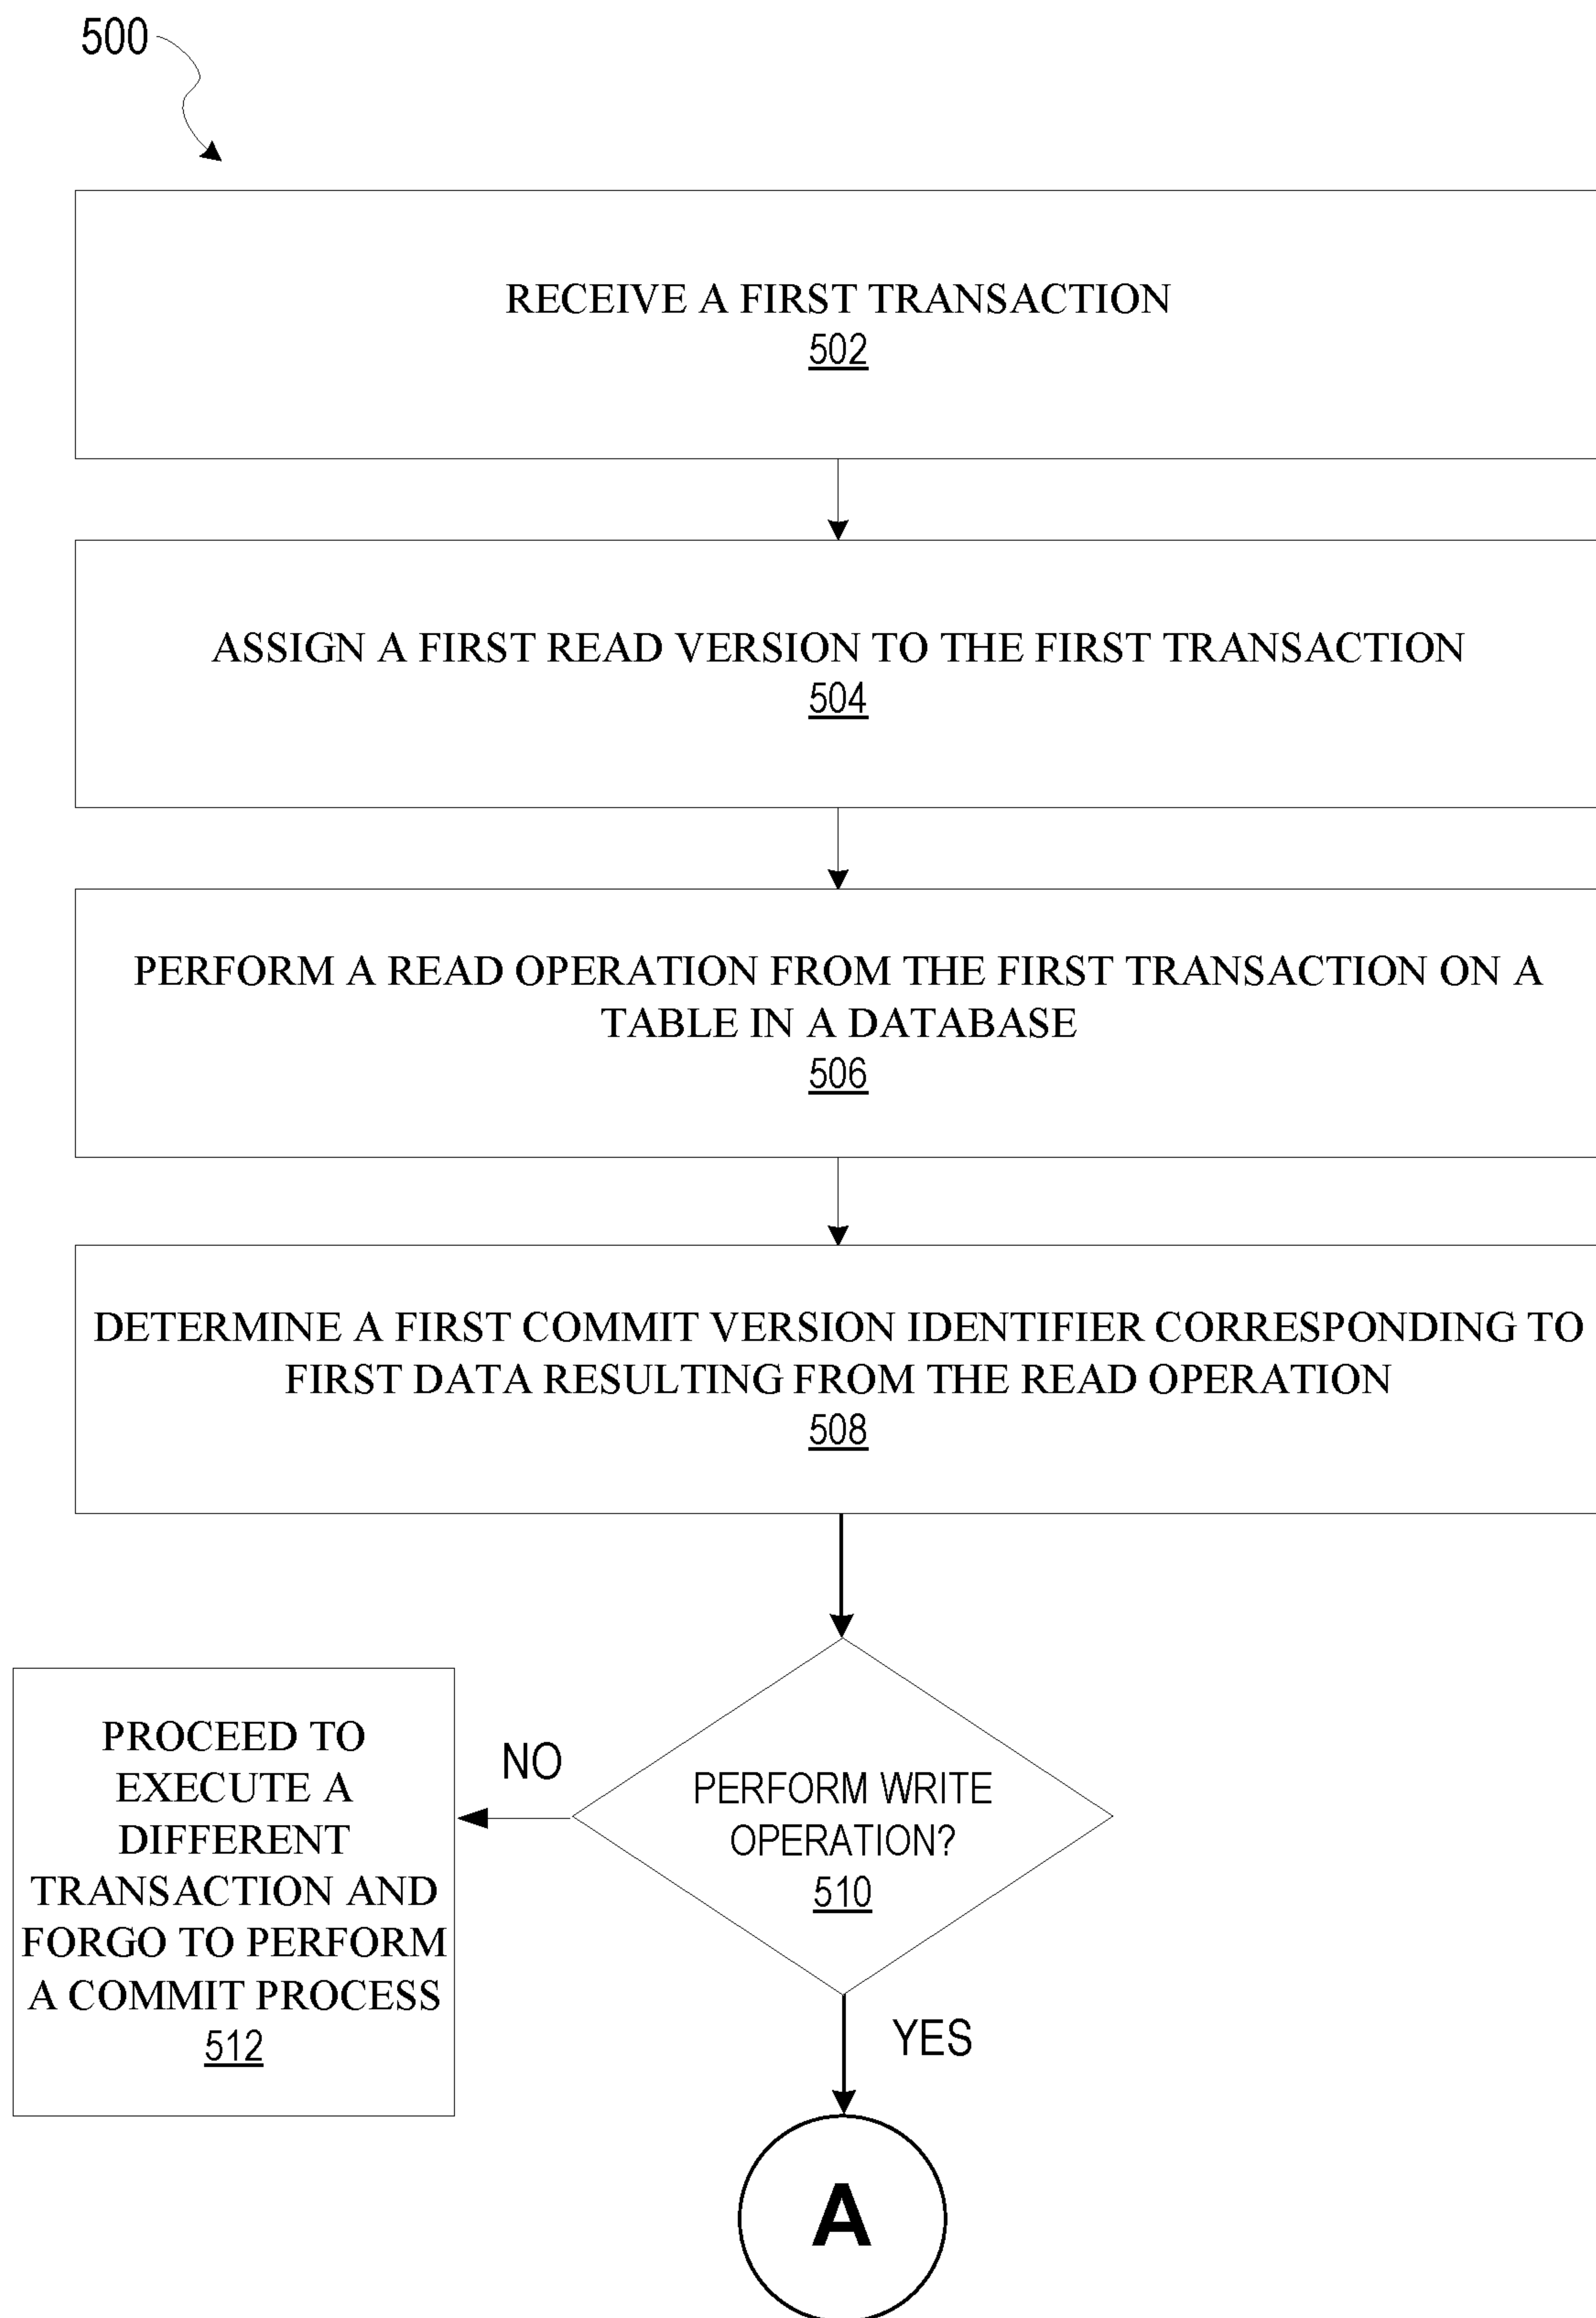 500
RECEIVE A FIRST TRANSACTION
502
ASSIGN A FIRST READ VERSION TO THE FIRST TRANSACTION
504
PERFORM A READ OPERATION FROM THE FIRST TRANSACTION ON A
TABLE IN A DATABASE
506
DETERMINE A FIRST COMMIT VERSION IDENTIFIER CORRESPONDING TO
FIRST DATA RESULTING FROM THE READ OPERATION
508
PERFORM WRITE
OPERATION?
510
NO
PROCEED TO
EXECUTE A
DIFFERENT
TRANSACTION AND
FORGO TO PERFORM
A COMMIT PROCESS
512
YES
A